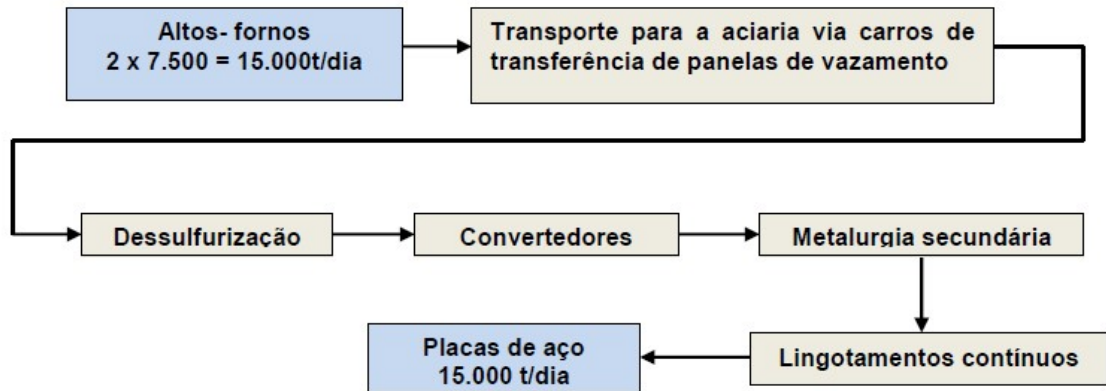 Altos- fornos
2 x 7.500 = 15.000t/dia
Transporte para a aciaria via carros de
transferência de panelas de vazamento
Dessulfurização
Convertedores
Metalurgia secundária
Lingotamentos contínuos
Placas de aço
15.000 t/dia